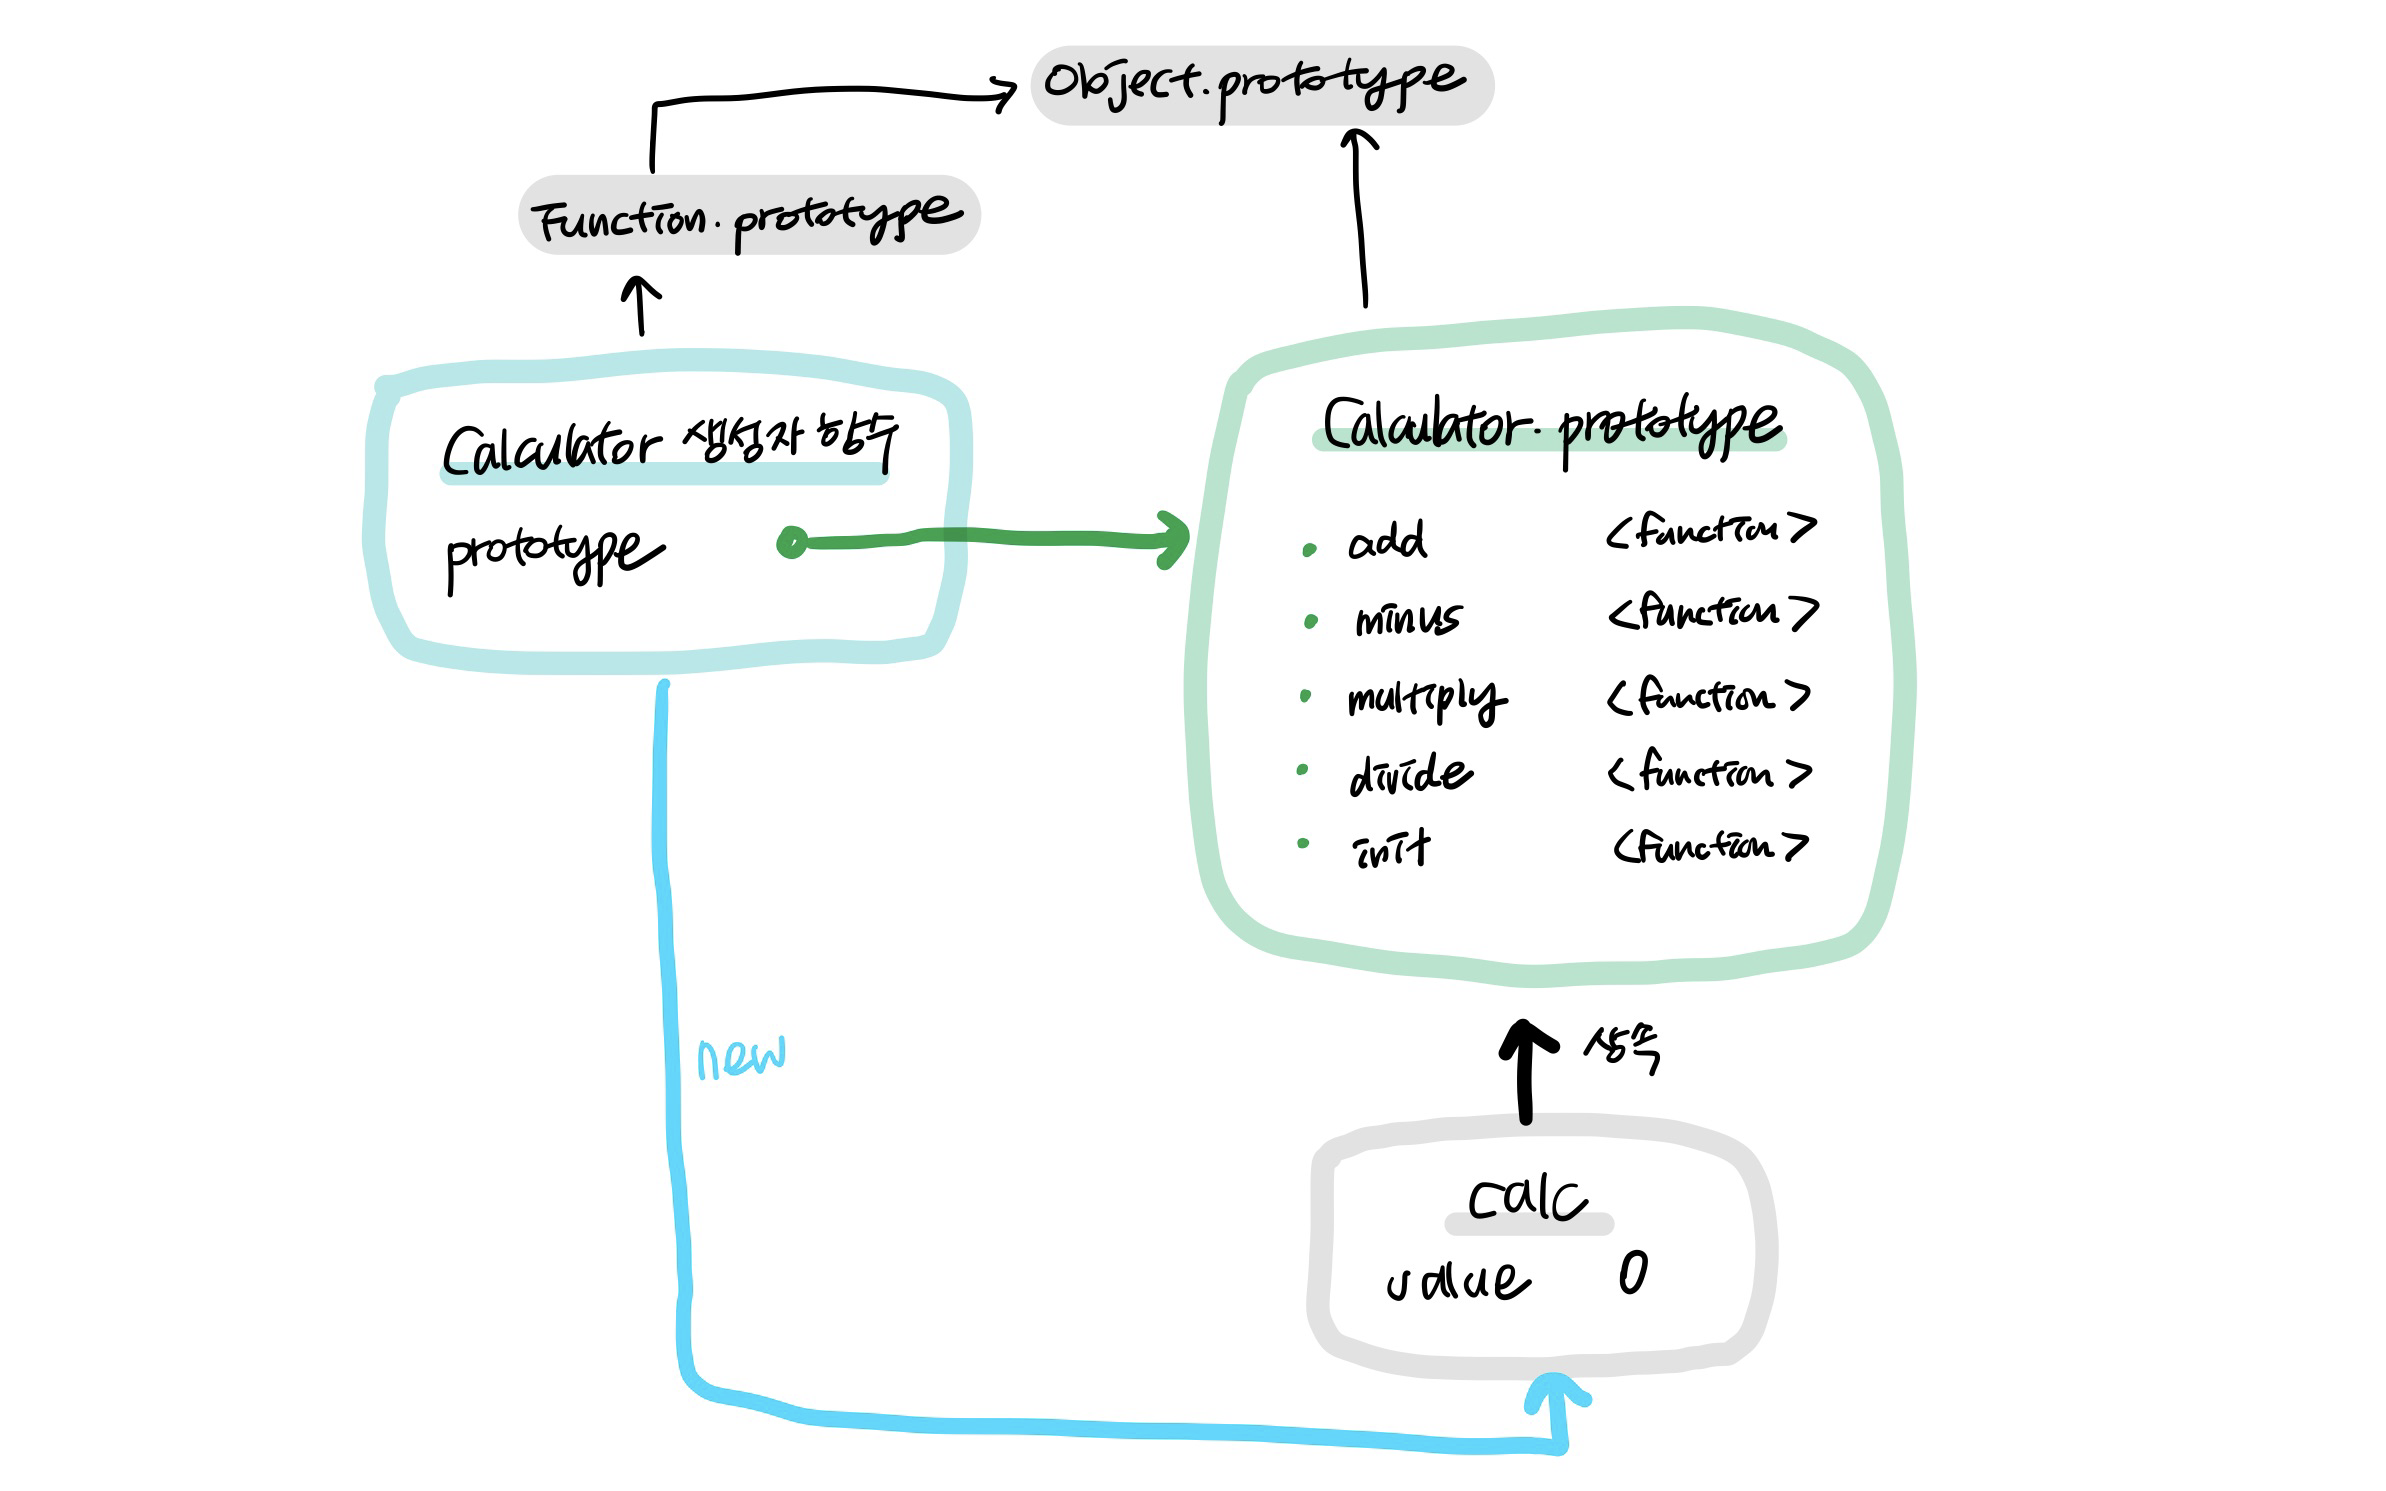 Object.prototype
Function.prototype
Calculator 생성자 함수
prototype
Calculator.prototype
add <function>
minus <function>
multiply <function>
divide <function>
init <function>
new
상속
calc
value 0